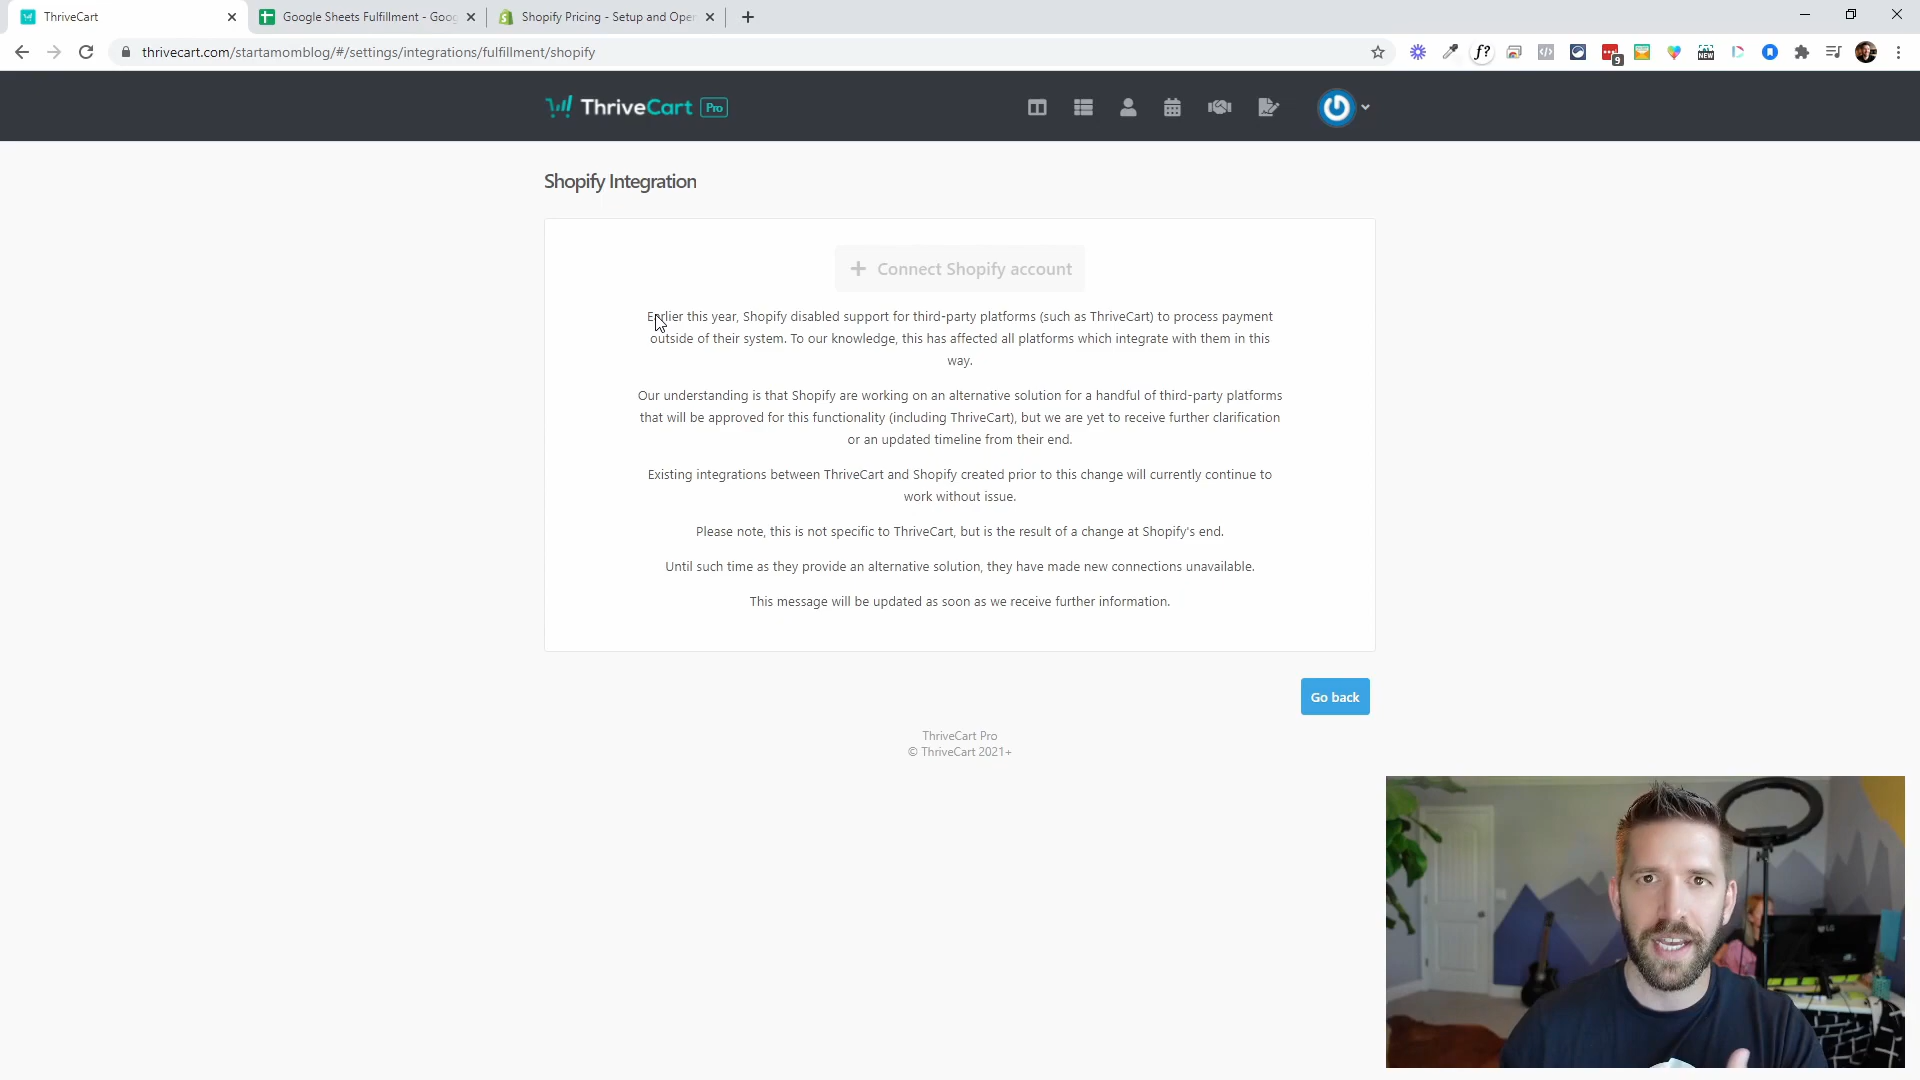 ThriveCart
Google Sheets Fulfillment - Goog
Shopify Pricing - Setup and Oper
thrivecart.com/startamomblog/#/settings/integrations/fulfillment/shopify
f?
9
NEW
ThriveCart Pro
Shopify Integration
+ Connect Shopify account
Earlier this year, Shopify disabled support for third-party platforms (such as ThriveCart) to process payment
outside of their system. To our knowledge, this has affected all platforms which integrate with them in this
way.
Our understanding is that Shopify are working on an alternative solution for a handful of third-party platforms
that will be approved for this functionality (including ThriveCart), but we are yet to receive further clarification
or an updated timeline from their end.
Existing integrations between ThriveCart and Shopify created prior to this change will currently continue to
work without issue.
Please note, this is not specific to ThriveCart, but is the result of a change at Shopify's end.
Until such time as they provide an alternative solution, they have made new connections unavailable.
This message will be updated as soon as we receive further information.
Go back
ThriveCart Pro
© ThriveCart 2021+
LG